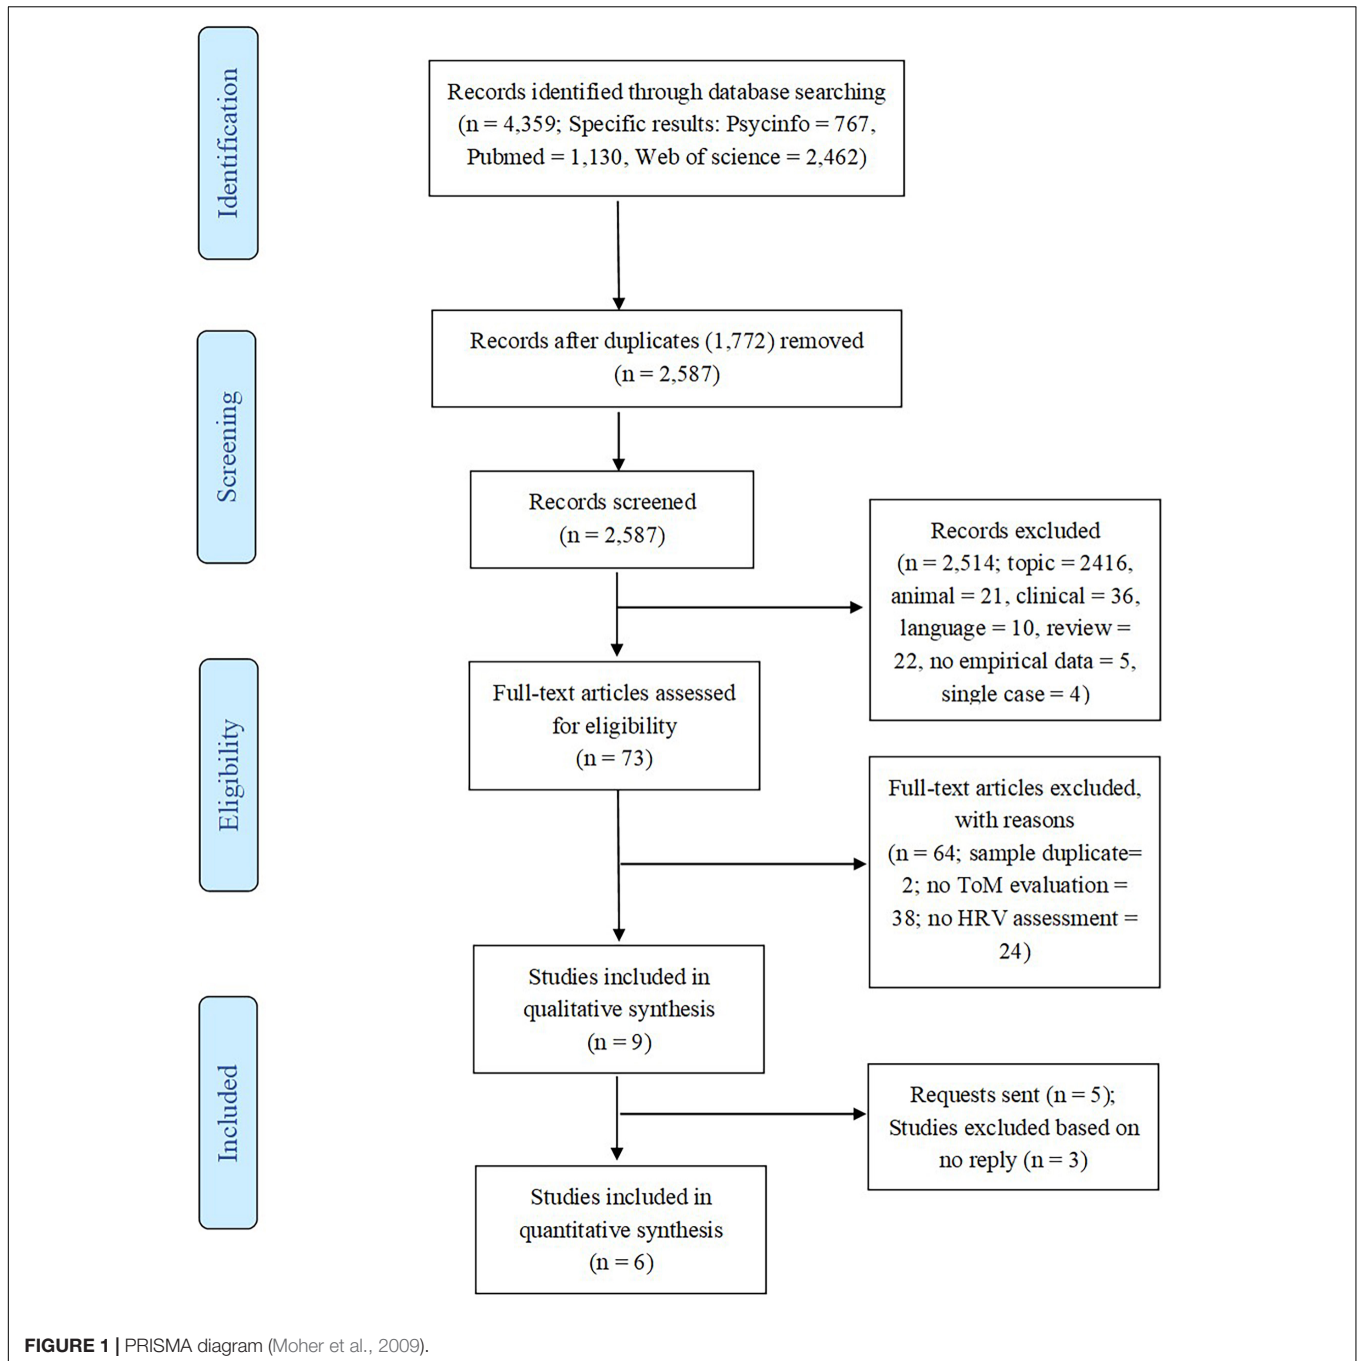 Identification
Records identified through database searching
(n = 4,359; Specific results: Psycinfo = 767,
Pubmed = 1,130, Web of science = 2,462)
Screening
Records after duplicates (1,772) removed
(n = 2,587)
Records screened
(n = 2,587)
Records excluded
(n = 2,514; topic = 2416,
animal = 21, clinical = 36,
language = 10, review =
22, no empirical data = 5,
single case = 4)
Eligibility
Full-text articles assessed
for eligibility
(n = 73)
Full-text articles excluded,
with reasons
(n = 64; sample duplicate=
2; no ToM evaluation =
38; no HRV assessment =
24)
Included
Studies included in
qualitative synthesis
(n = 9)
Requests sent (n = 5);
Studies excluded based on
no reply (n = 3)
Studies included in
quantitative synthesis
(n = 6)
FIGURE 1 | PRISMA diagram (Moher et al., 2009).